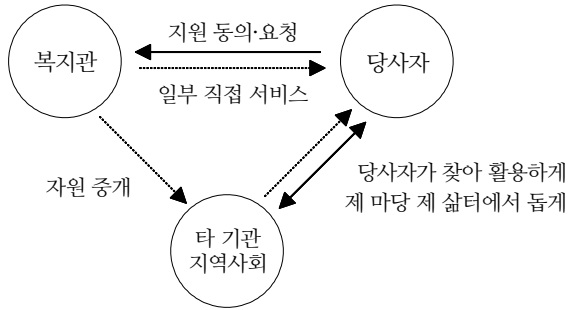 지원 동의·요청
복지관
당사자
일부 직접 서비스
당사자가 찾아 활용하게
제 마당 제 삶터에서 돕게
자원 중개
타 기관
지역사회